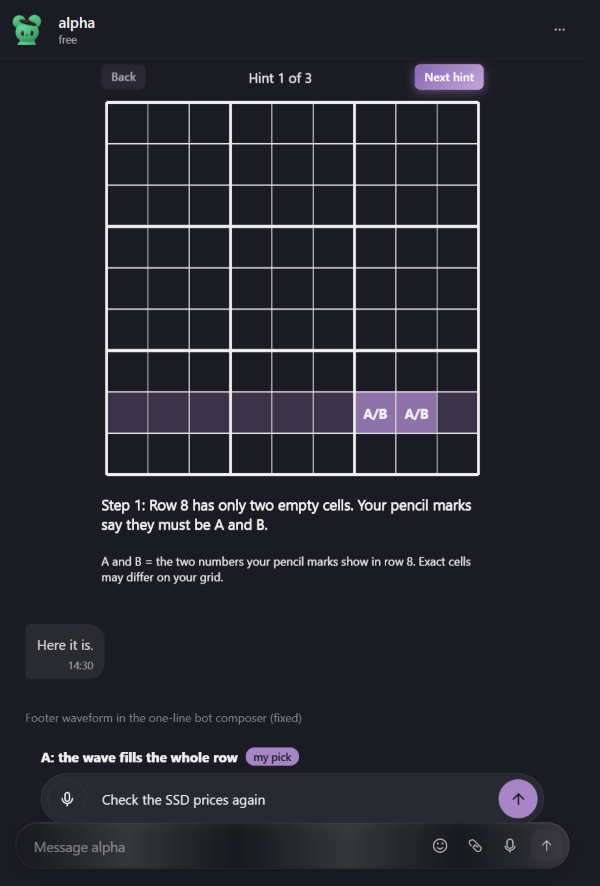 alpha
free
Back
Hint 1 of 3
Next hint
A/B A/B
Step 1: Row 8 has only two empty cells. Your pencil marks
say they must be A and B.
A and B = the two numbers your pencil marks show in row 8. Exact cells
may differ on your grid.
Here it is.
14:30
Footer waveform in the one-line bot composer (fixed)
A: the wave fills the whole row
my pick
Check the SSD prices again
Message alpha